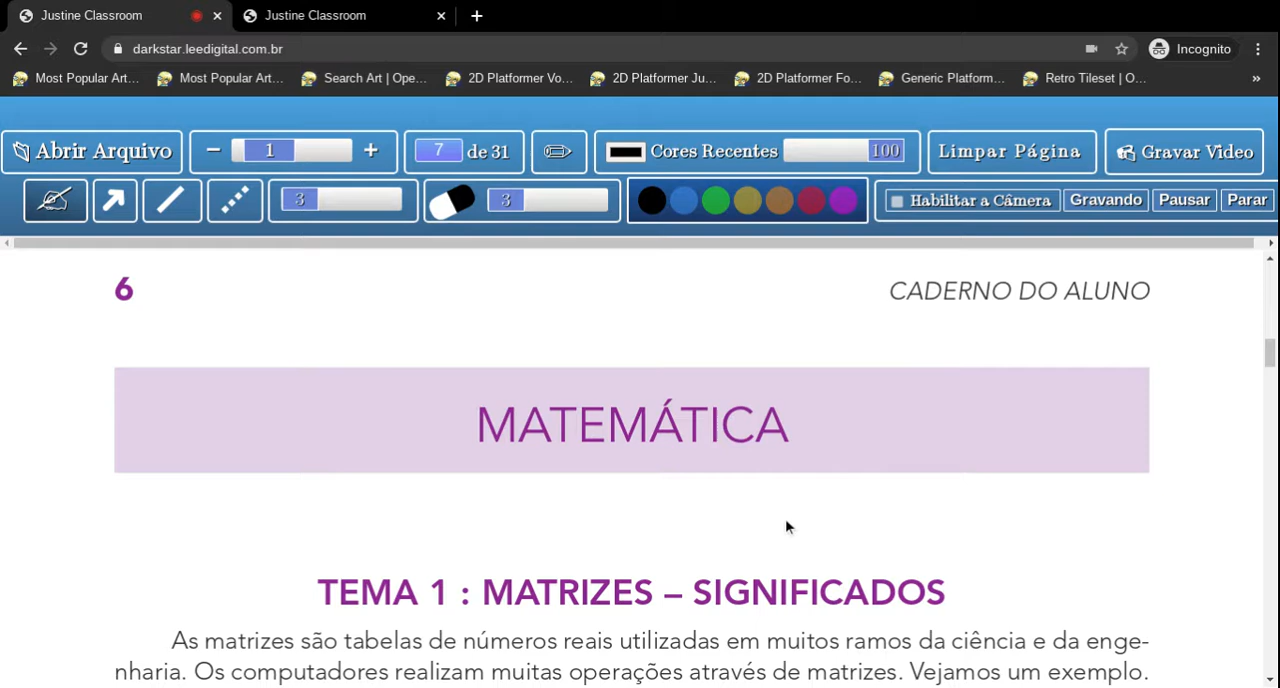 Justine Classroom
Justine Classroom
darkstar.leedigital.com.br
Incognito
Most Popular Art...
Most Popular Art...
Search Art | Ope...
2D Platformer Vo...
2D Platformer Ju...
2D Platformer Fo...
Generic Platform...
Retro Tileset | O...
Abrir Arquivo
− 1 +
7 de 31
Cores Recentes
100
Limpar Página
Gravar Video
3
3
Habilitar a Câmera
Gravando
Pausar
Parar
6
CADERNO DO ALUNO
MATEMÁTICA
TEMA 1 : MATRIZES – SIGNIFICADOS
As matrizes são tabelas de números reais utilizadas em muitos ramos da ciência e da enge-
nharia. Os computadores realizam muitas operações através de matrizes. Vejamos um exemplo.